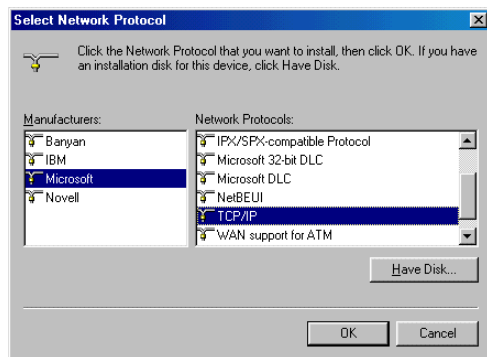 Select Network Protocol
Click the Network Protocol that you want to install, then click OK. If you have
an installation disk for this device, click Have Disk.
Manufacturers:
Banyan
IBM
Microsoft
Novell
Network Protocols:
IPX/SPX-compatible Protocol
Microsoft 32-bit DLC
Microsoft DLC
NetBEUI
TCP/IP
WAN support for ATM
Have Disk...
OK
Cancel